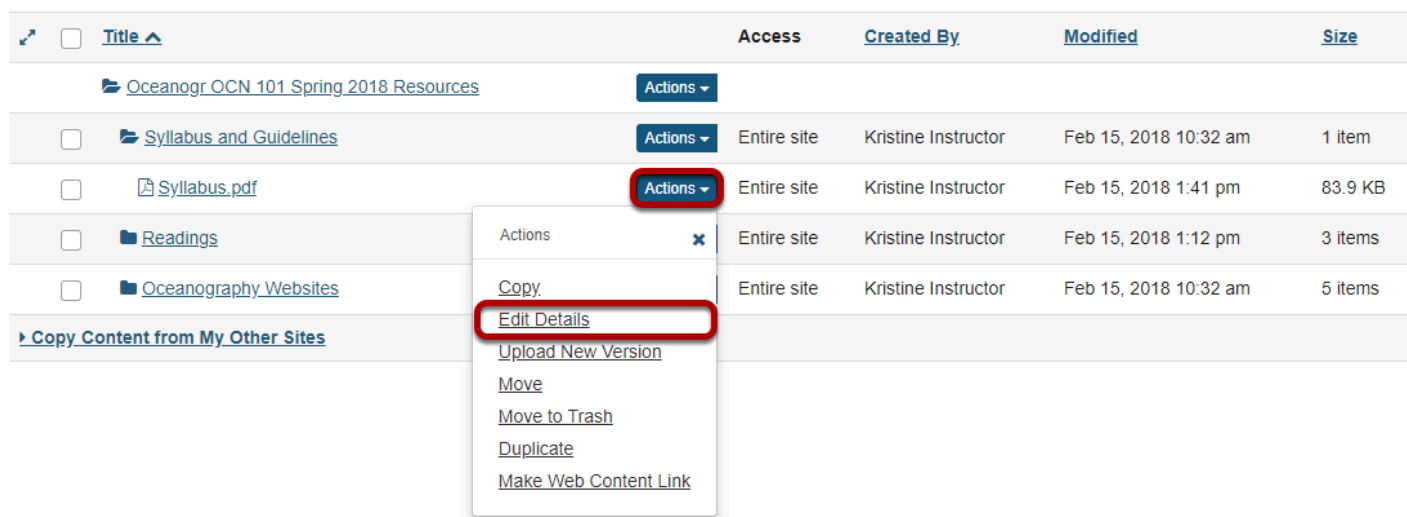 Title Access Created By Modified Size
Oceanogr OCN 101 Spring 2018 Resources Actions
Syllabus and Guidelines Actions Entire site Kristine Instructor Feb 15, 2018 10:32 am 1 item
Syllabus.pdf Actions Entire site Kristine Instructor Feb 15, 2018 1:41 pm 83.9 KB
Readings Entire site Kristine Instructor Feb 15, 2018 1:12 pm 3 items
Oceanography Websites Entire site Kristine Instructor Feb 15, 2018 10:32 am 5 items
Copy Content from My Other Sites
Actions
Copy
Edit Details
Upload New Version
Move
Move to Trash
Duplicate
Make Web Content Link